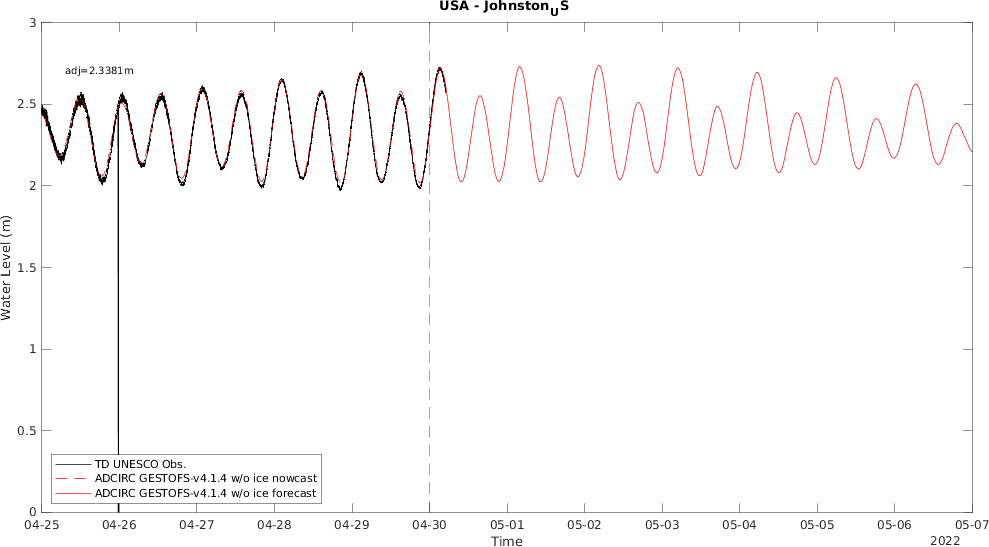 USA - JohnstonUS
3
adj=2.3381m
2.5
2
1.5
1
0.5
0
Water Level (m)
TD UNESCO Obs.
ADCIRC GESTOFS-v4.1.4 w/o ice nowcast
ADCIRC GESTOFS-v4.1.4 w/o ice forecast
04-25 04-26 04-27 04-28 04-29 04-30 05-01 05-02 05-03 05-04 05-05 05-06 05-07
Time
2022